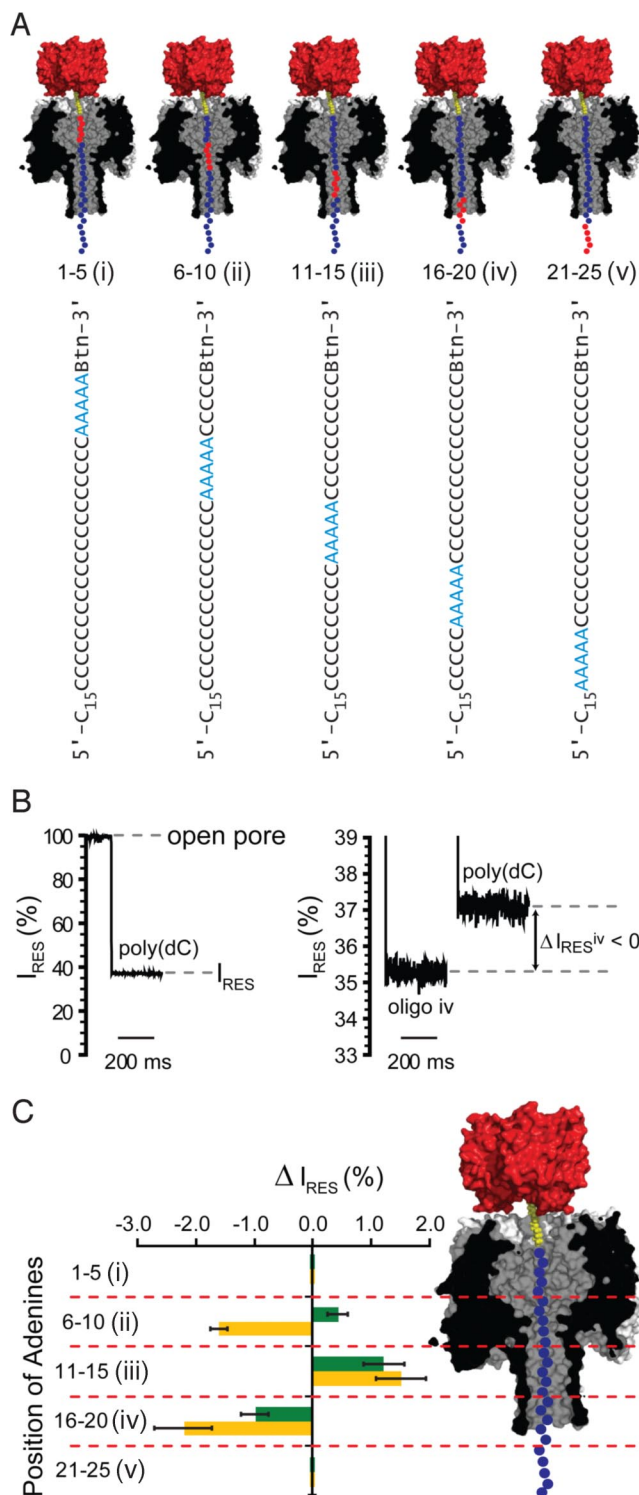 A
1-5 (i)
6-10 (ii)
11-15 (iii)
16-20 (iv)
21-25 (v)
5'-C15CCCCCCCCCCCCCCCCCCCCAAAAABtn-3'
5'-C15CCCCCCCCCCCCCCCAAAAACCCCCBtn-3'
5'-C15CCCCCCCCCCAAAAACCCCCCCCCCBtn-3'
5'-C15CCCCCAAAAACCCCCCCCCCCCCCCBtn-3'
5'-C15AAAAACCCCCCCCCCCCCCCCCCCCBtn-3'
B
IRES (%)
100
80
60
40
20
0
open pore
poly(dC)
IRES
200 ms
IRES (%)
39
38
37
36
35
34
33
poly(dC)
Δ IRES^iv < 0
oligo iv
200 ms
C
Δ IRES (%)
-3.0 -2.0 -1.0 0.0 1.0 2.0
Position of Adenines
1-5 (i)
6-10 (ii)
11-15 (iii)
16-20 (iv)
21-25 (v)